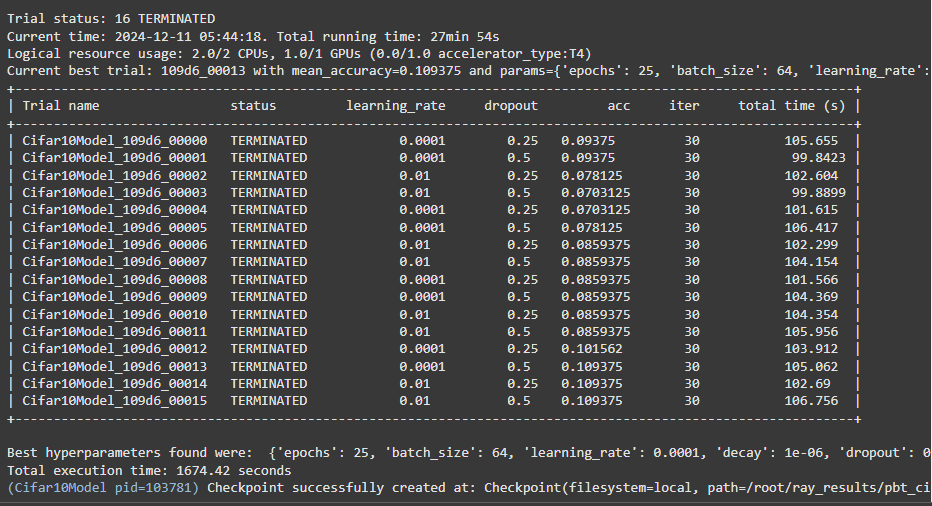 Trial status: 16 TERMINATED
Current time: 2024-12-11 05:44:18. Total running time: 27min 54s
Logical resource usage: 2.0/2 CPUs, 1.0/1 GPUs (0.0/1.0 accelerator_type:T4)
Current best trial: 109d6_00013 with mean_accuracy=0.109375 and params={'epochs': 25, 'batch_size': 64, 'learning_rate':
| Trial name status learning_rate dropout acc iter total time (s) |
| Cifar10Model_109d6_00000 TERMINATED 0.0001 0.25 0.09375 30 105.655 |
| Cifar10Model_109d6_00001 TERMINATED 0.0001 0.5 0.09375 30 99.8423 |
| Cifar10Model_109d6_00002 TERMINATED 0.01 0.25 0.078125 30 102.604 |
| Cifar10Model_109d6_00003 TERMINATED 0.01 0.5 0.0703125 30 99.8899 |
| Cifar10Model_109d6_00004 TERMINATED 0.0001 0.25 0.0703125 30 101.615 |
| Cifar10Model_109d6_00005 TERMINATED 0.0001 0.5 0.078125 30 106.417 |
| Cifar10Model_109d6_00006 TERMINATED 0.01 0.25 0.0859375 30 102.299 |
| Cifar10Model_109d6_00007 TERMINATED 0.01 0.5 0.0859375 30 104.154 |
| Cifar10Model_109d6_00008 TERMINATED 0.0001 0.25 0.0859375 30 101.566 |
| Cifar10Model_109d6_00009 TERMINATED 0.0001 0.5 0.0859375 30 104.369 |
| Cifar10Model_109d6_00010 TERMINATED 0.01 0.25 0.0859375 30 104.354 |
| Cifar10Model_109d6_00011 TERMINATED 0.01 0.5 0.0859375 30 105.956 |
| Cifar10Model_109d6_00012 TERMINATED 0.0001 0.25 0.101562 30 103.912 |
| Cifar10Model_109d6_00013 TERMINATED 0.0001 0.5 0.109375 30 105.062 |
| Cifar10Model_109d6_00014 TERMINATED 0.01 0.25 0.109375 30 102.69 |
| Cifar10Model_109d6_00015 TERMINATED 0.01 0.5 0.109375 30 106.756 |
Best hyperparameters found were: {'epochs': 25, 'batch_size': 64, 'learning_rate': 0.0001, 'decay': 1e-06, 'dropout': 0
Total execution time: 1674.42 seconds
(Cifar10Model pid=103781) Checkpoint successfully created at: Checkpoint(filesystem=local, path=/root/ray_results/pbt_ci